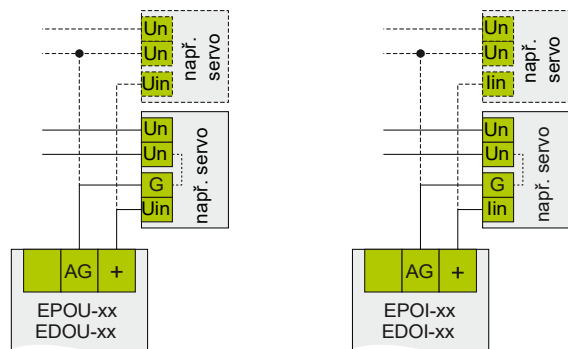 Un
Un
Uin
např.
servo
Un
Un
G
Uin
např. servo
AG +
EPOU-xx
EDOU-xx
Un
Un
Iin
např.
servo
Un
Un
G
Iin
např. servo
AG +
EPOI-xx
EDOI-xx